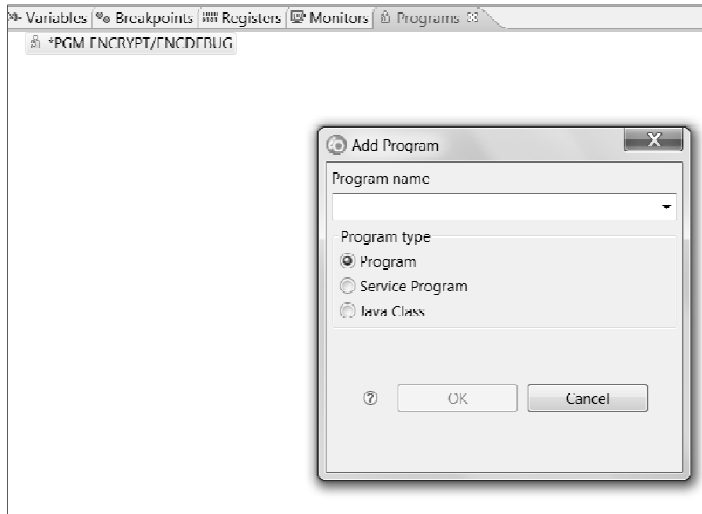 Variables Breakpoints Registers Monitors Programs
*PGM ENCRYPT/ENCDEBUG
Add Program
Program name
Program type
Program
Service Program
Java Class
? OK Cancel